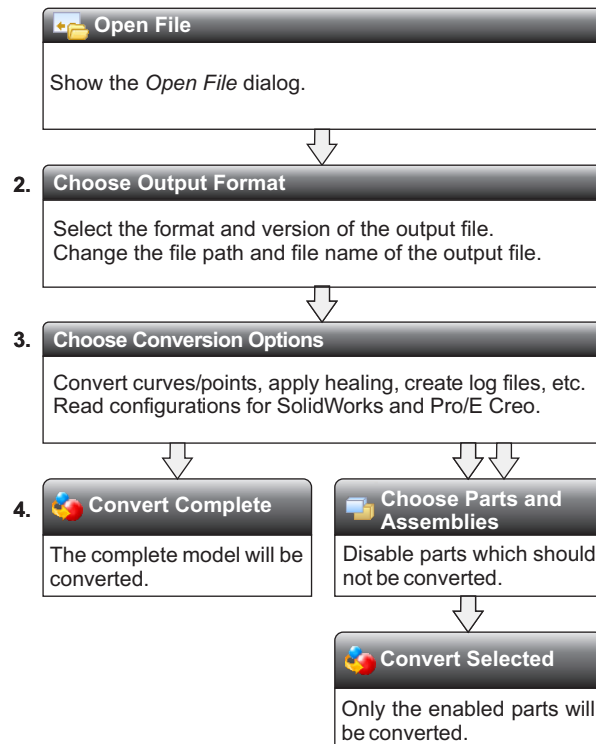 Open File
Show the Open File dialog.
2. Choose Output Format
Select the format and version of the output file.
Change the file path and file name of the output file.
3. Choose Conversion Options
Convert curves/points, apply healing, create log files, etc.
Read configurations for SolidWorks and Pro/E Creo.
4. Convert Complete
The complete model will be
converted.
Choose Parts and
Assemblies
Disable parts which should
not be converted.
Convert Selected
Only the enabled parts will
be converted.